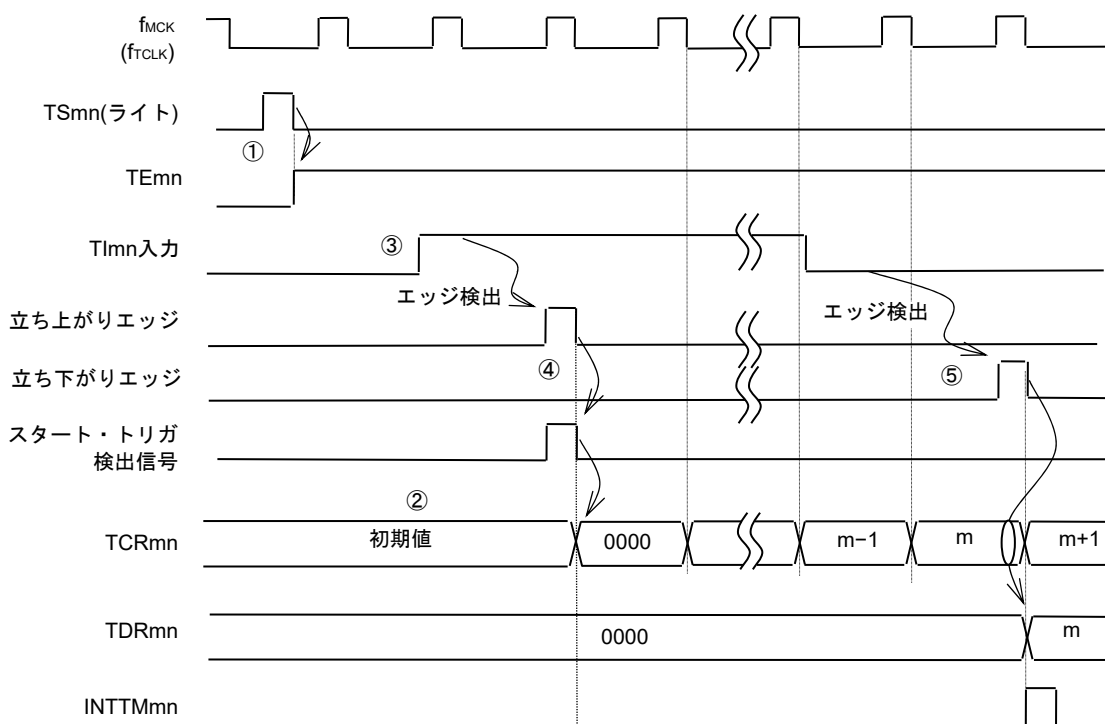 fMCK
(fTCLK)
TSmn(ライト)
①
TEmn
TImn入力
③
エッジ検出
エッジ検出
立ち上がりエッジ
④
⑤
立ち下がりエッジ
スタート・トリガ
検出信号
②
TCRmn
初期値
0000
m−1
m
m+1
TDRmn
0000
m
INTTMmn